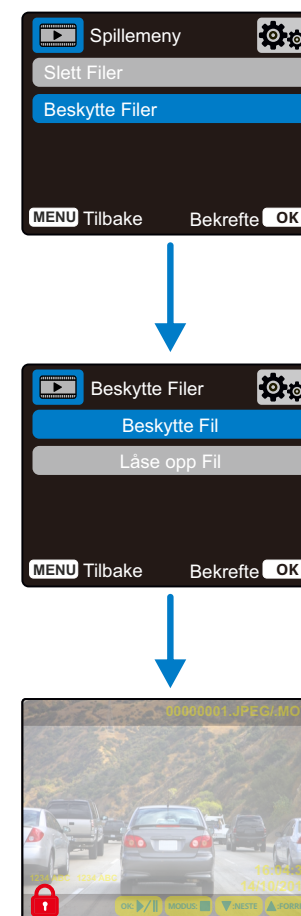 Spillemeny
Slett Filer
Beskytte Filer
MENU Tilbake Bekrefte OK
Beskytte Filer
Beskytte Fil
Låse opp Fil
MENU Tilbake Bekrefte OK
00000001.JPEG/.MO
OK: MODUS: :NESTE